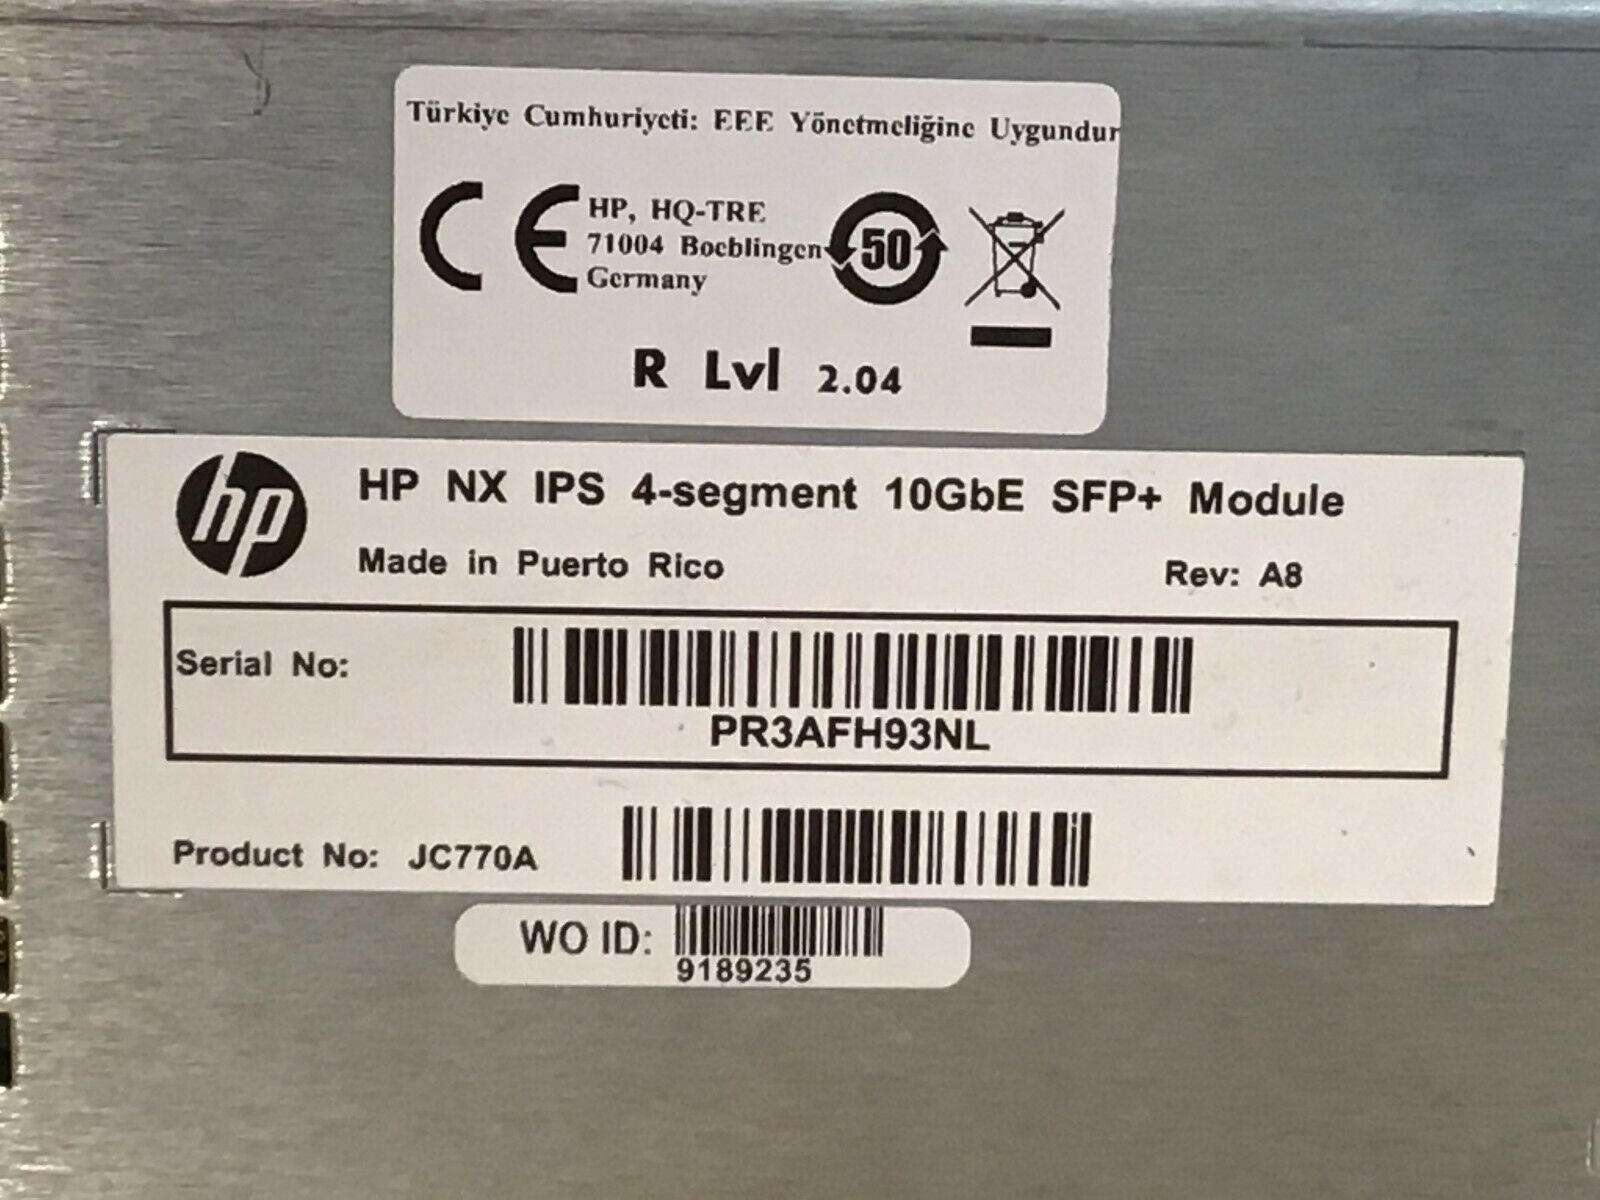 Türkiye Cumhuriyeti: EEE Yönetmeliğine Uygundur
CE
HP, HQ-TRE
71004 Boeblingen
Germany
50
R Lvl 2.04
hp
HP NX IPS 4-segment 10GbE SFP+ Module
Made in Puerto Rico
Rev: A8
Serial No:
PR3AFH93NL
Product No: JC770A
WO ID:
9189235